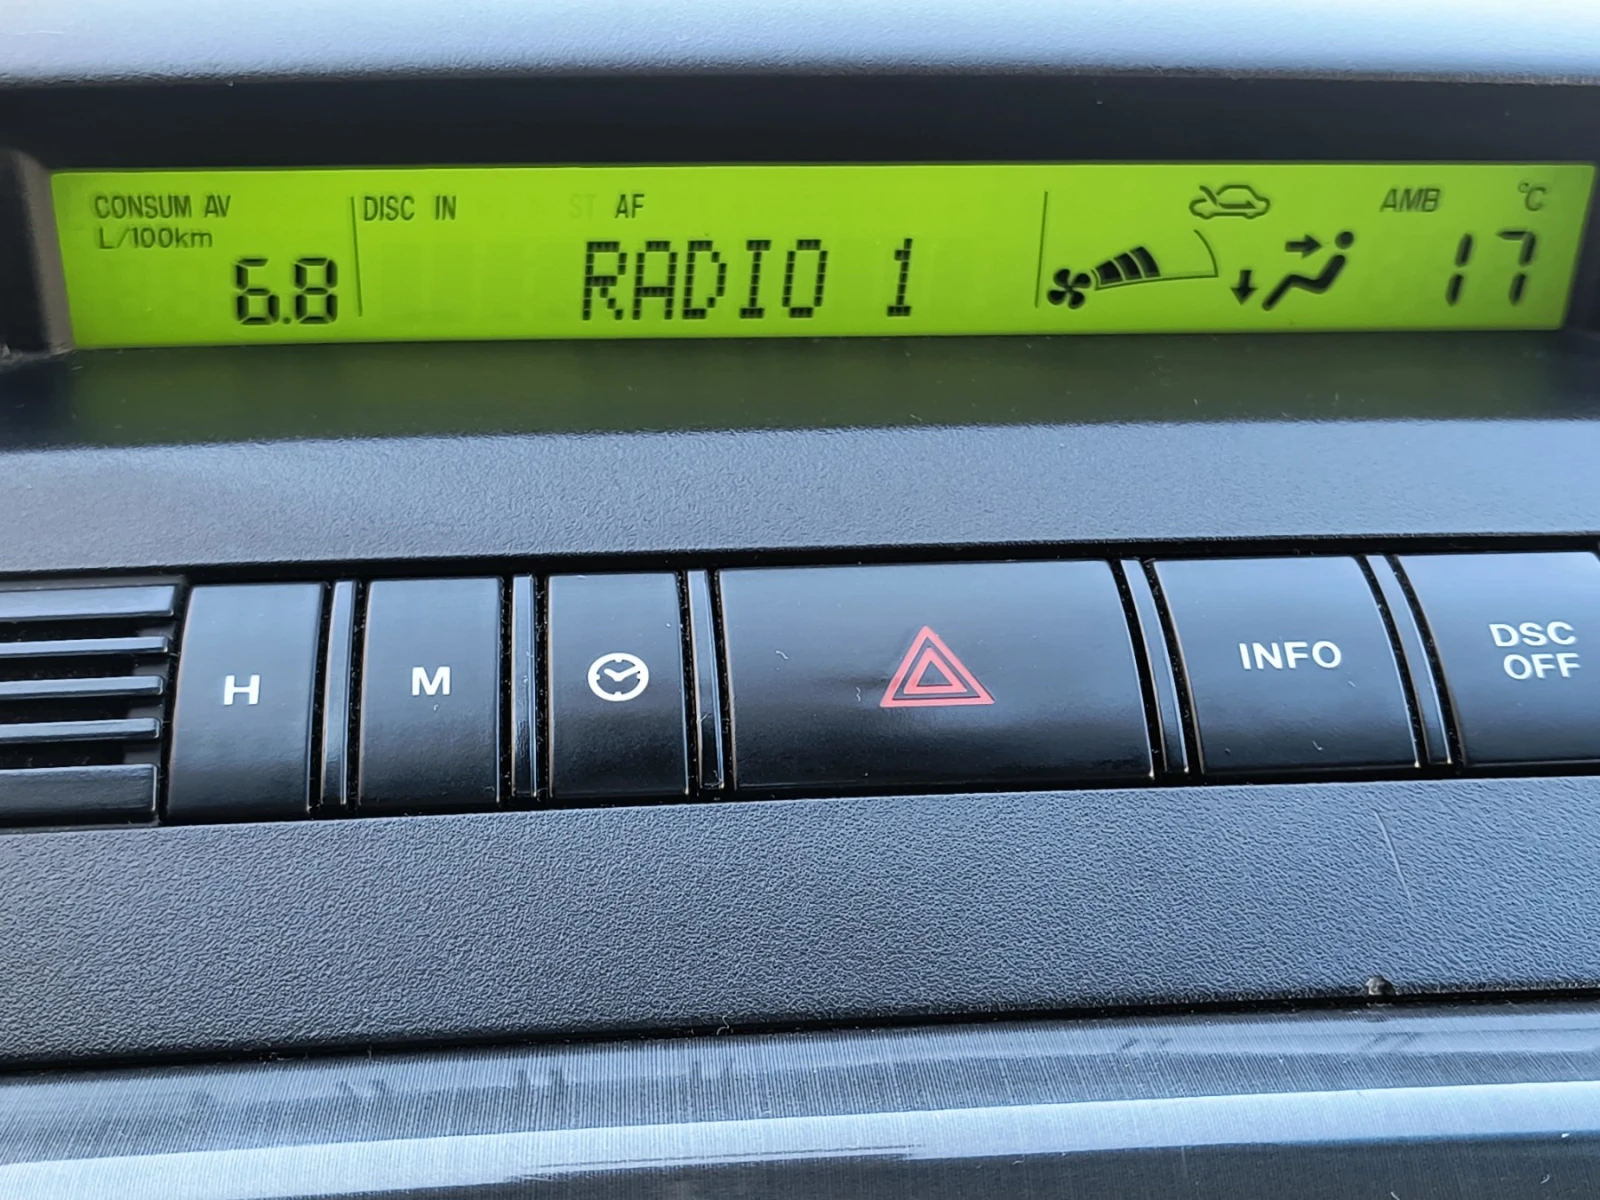 CONSUM AV
L/100km
6.8
DISC IN
ST AF
RADIO 1
AMB °C
17
H
M
INFO
DSC
OFF